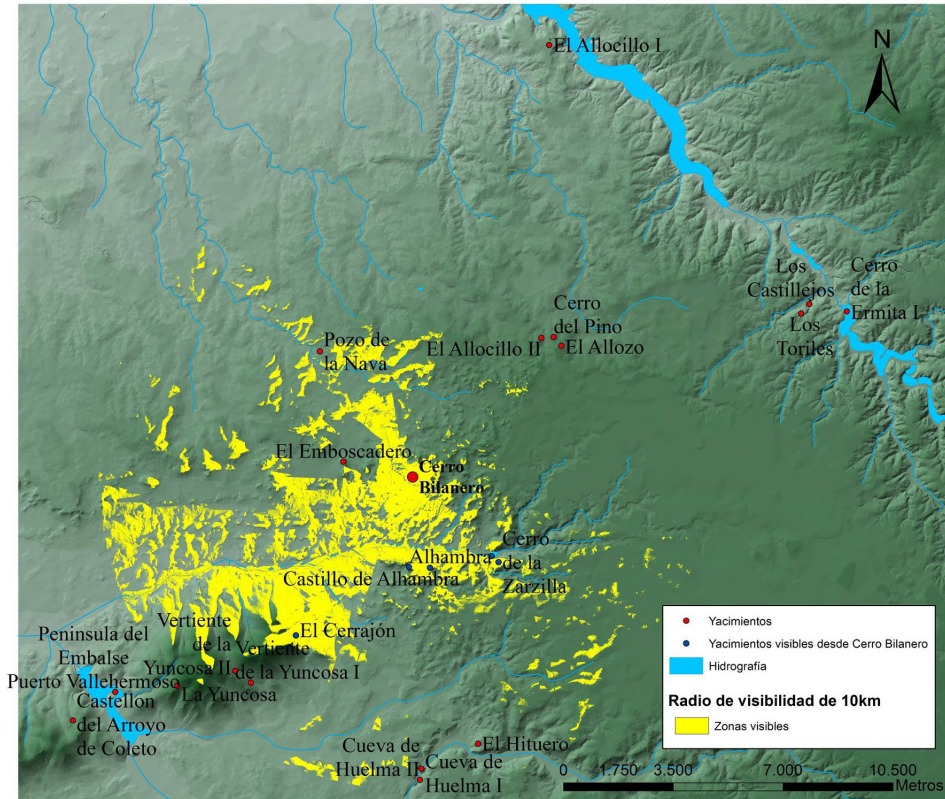 El Allocillo I
N
Los
Castillejos
Cerro
de la
Ermita I
Los
Toriles
Cerro
del Pino
El Allocillo II
El Allozo
Pozo de
la Nava
El Emboscadero
Cerro
Bilanero
Alhambra
Castillo de Alhambra
Cerro
de la
Zarzilla
El Cerrajón
Vertiente
de la
Yuncosa II
Vertiente
de la Yuncosa I
La Yuncosa
Peninsula del
Embalse
Puerto Vallehermoso
Castellon
del Arroyo
de Coleto
El Hituero
Cueva de
Huelma II
Cueva de
Huelma I
Yacimientos
Yacimientos visibles desde Cerro Bilanero
Hidrografía
Radio de visibilidad de 10km
Zonas visibles
0 1.750 3.500 7.000 10.500
Metros